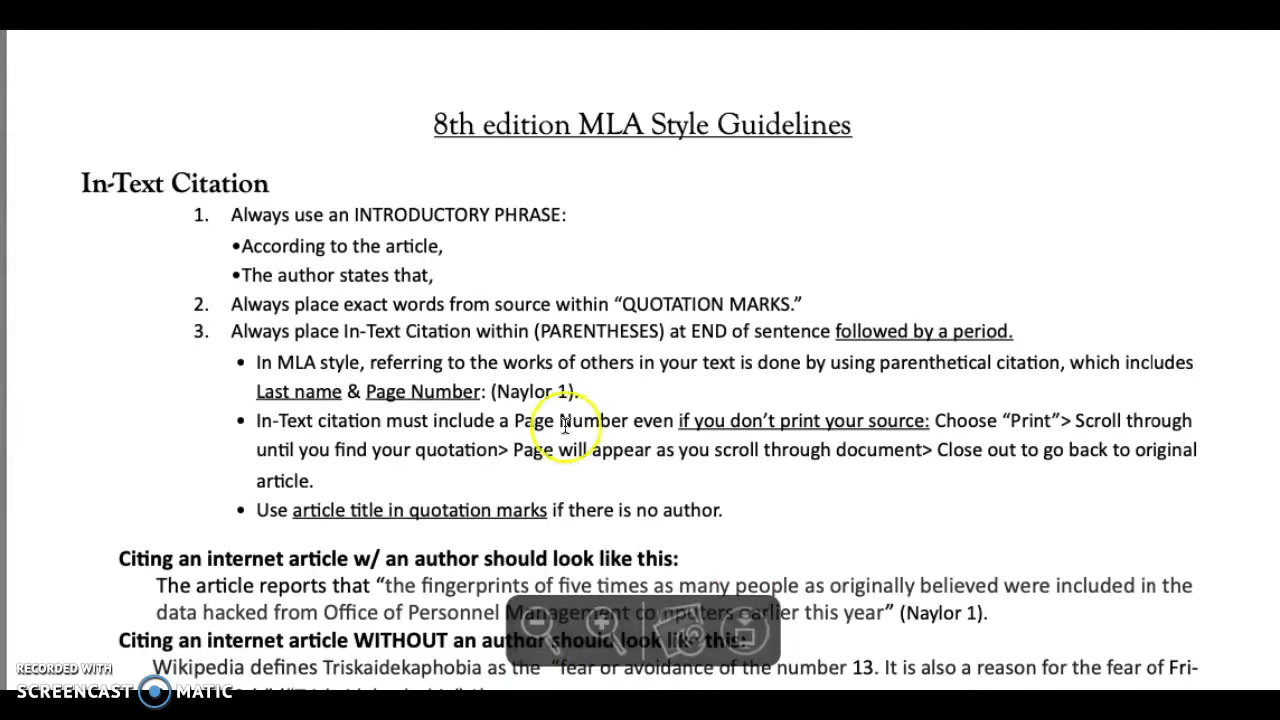 8th edition MLA Style Guidelines
In-Text Citation
1. Always use an INTRODUCTORY PHRASE:
•According to the article,
•The author states that,
2. Always place exact words from source within “QUOTATION MARKS.”
3. Always place In-Text Citation within (PARENTHESES) at END of sentence followed by a period.
• In MLA style, referring to the works of others in your text is done by using parenthetical citation, which includes
Last name & Page Number: (Naylor 1).
• In-Text citation must include a Page Number even if you don’t print your source: Choose “Print”> Scroll through
until you find your quotation> Page will appear as you scroll through document> Close out to go back to original
article.
• Use article title in quotation marks if there is no author.
Citing an internet article w/ an author should look like this:
The article reports that “the fingerprints of five times as many people as originally believed were included in the
data hacked from Office of Personnel Management computers earlier this year” (Naylor 1).
Citing an internet article WITHOUT an author should look like this:
Wikipedia defines Triskaidekaphobia as the “fear or avoidance of the number 13. It is also a reason for the fear of Fri-
RECORDED WITH
SCREENCAST MATIC